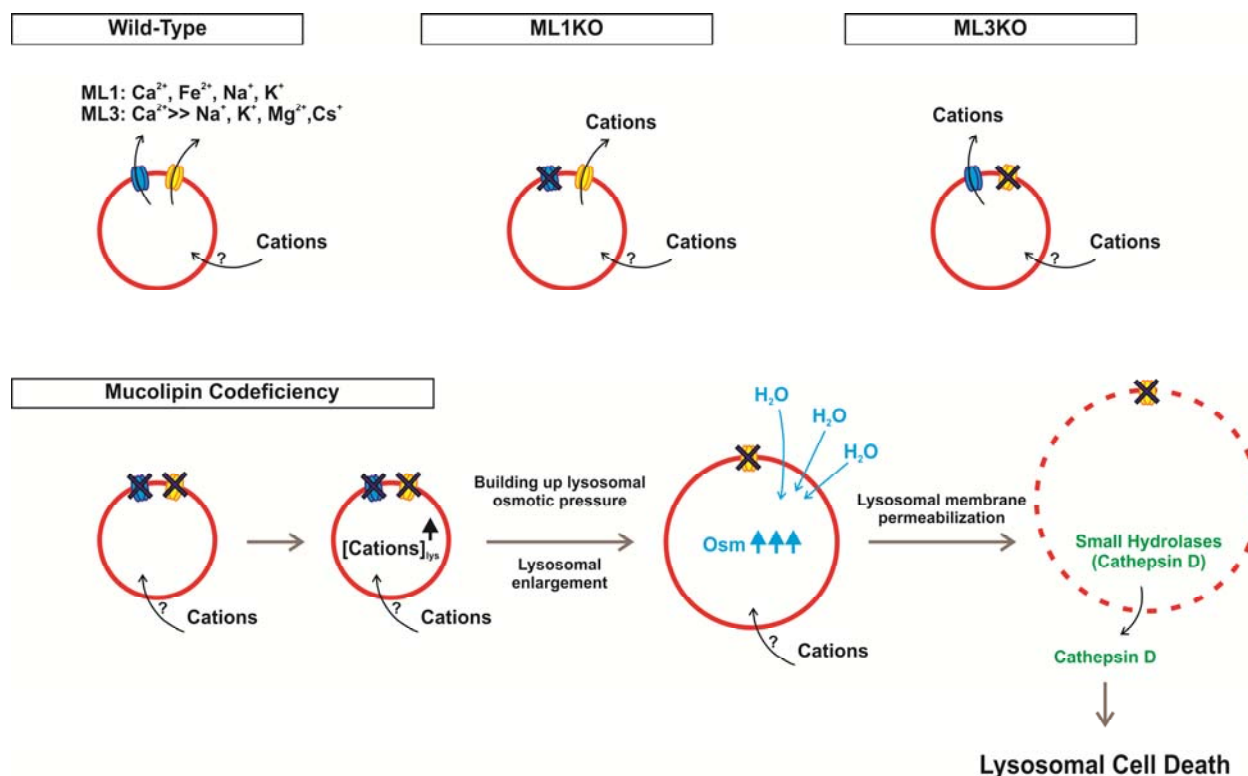 Wild-Type
ML1KO
ML3KO
ML1: Ca²⁺, Fe²⁺, Na⁺, K⁺
ML3: Ca²⁺>> Na⁺, K⁺, Mg²⁺,Cs⁺
Cations
Cations
?
Cations
?
Cations
?
Cations
Mucolipin Codeficiency
?
Cations
[Cations]lys
?
Cations
Building up lysosomal
osmotic pressure
Lysosomal
enlargement
H₂O
H₂O
H₂O
Osm
?
Cations
Lysosomal membrane
permeabilization
Small Hydrolases
(Cathepsin D)
Cathepsin D
Lysosomal Cell Death